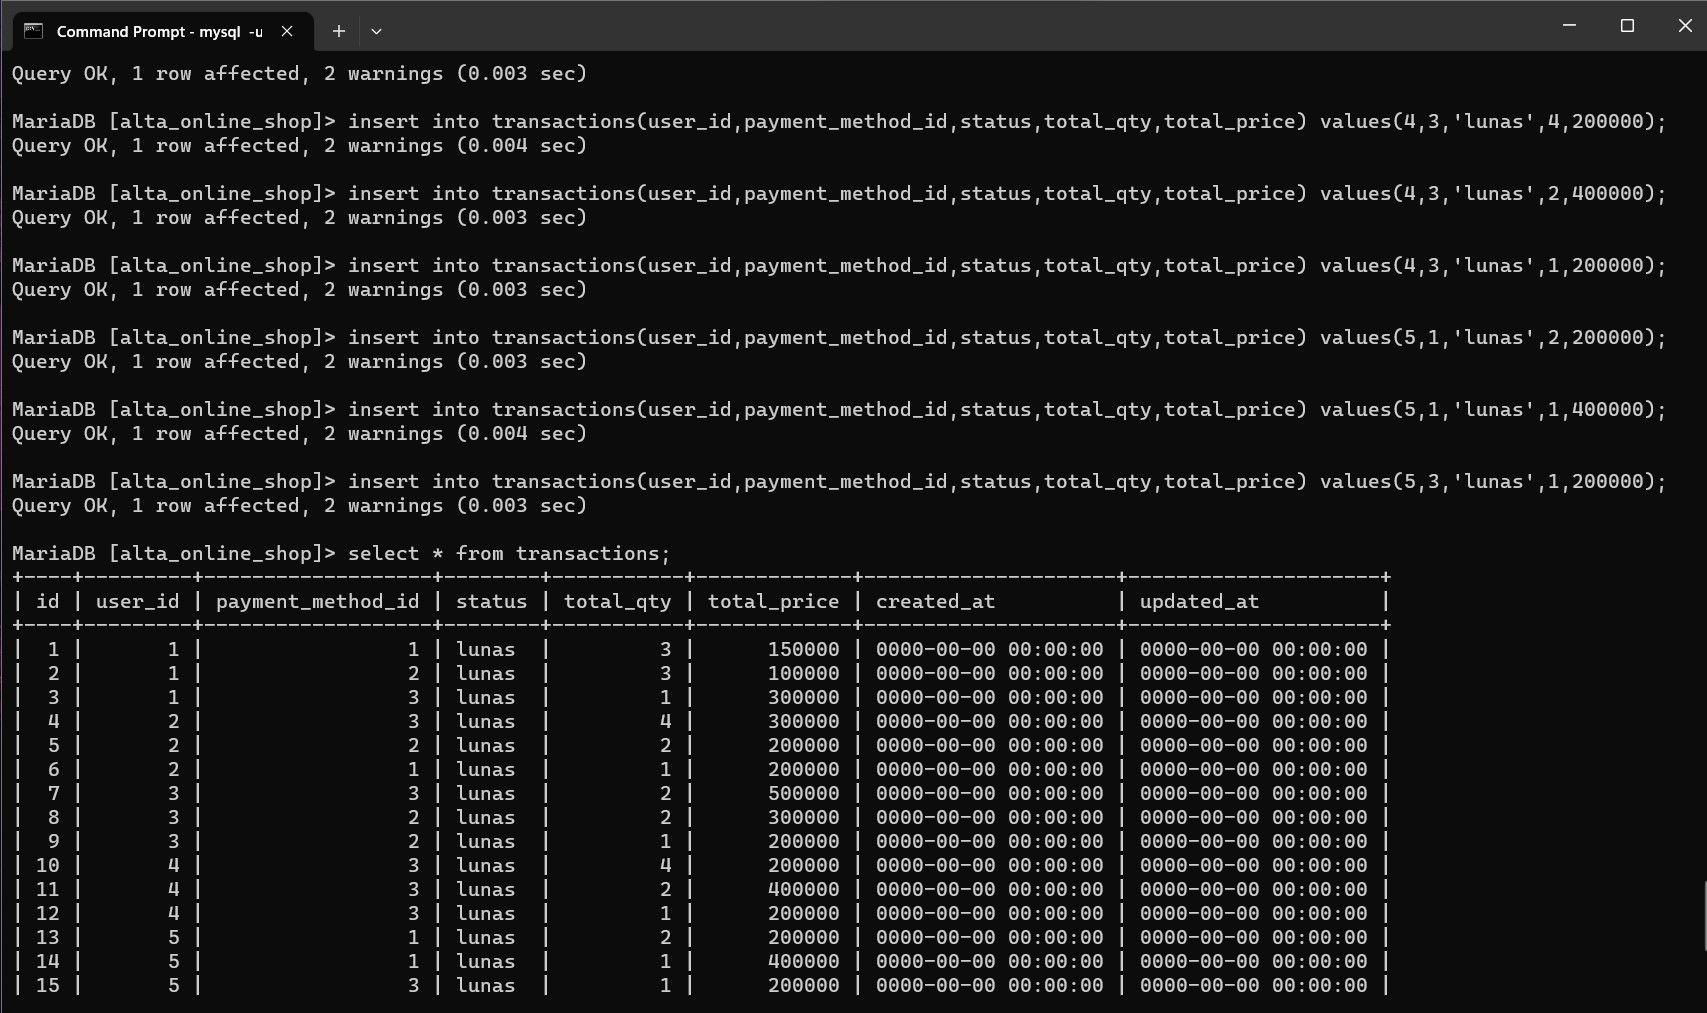 Command Prompt - mysql -u
Query OK, 1 row affected, 2 warnings (0.003 sec)
MariaDB [alta_online_shop]> insert into transactions(user_id,payment_method_id,status,total_qty,total_price) values(4,3,'lunas',4,200000);
Query OK, 1 row affected, 2 warnings (0.004 sec)
MariaDB [alta_online_shop]> insert into transactions(user_id,payment_method_id,status,total_qty,total_price) values(4,3,'lunas',2,400000);
Query OK, 1 row affected, 2 warnings (0.003 sec)
MariaDB [alta_online_shop]> insert into transactions(user_id,payment_method_id,status,total_qty,total_price) values(4,3,'lunas',1,200000);
Query OK, 1 row affected, 2 warnings (0.003 sec)
MariaDB [alta_online_shop]> insert into transactions(user_id,payment_method_id,status,total_qty,total_price) values(5,1,'lunas',2,200000);
Query OK, 1 row affected, 2 warnings (0.003 sec)
MariaDB [alta_online_shop]> insert into transactions(user_id,payment_method_id,status,total_qty,total_price) values(5,1,'lunas',1,400000);
Query OK, 1 row affected, 2 warnings (0.004 sec)
MariaDB [alta_online_shop]> insert into transactions(user_id,payment_method_id,status,total_qty,total_price) values(5,3,'lunas',1,200000);
Query OK, 1 row affected, 2 warnings (0.003 sec)
MariaDB [alta_online_shop]> select * from transactions;
+----+---------+-------------------+--------+-----------+-------------+---------------------+---------------------+
| id | user_id | payment_method_id | status | total_qty | total_price | created_at          | updated_at          |
+----+---------+-------------------+--------+-----------+-------------+---------------------+---------------------+
|  1 |       1 |                 1 | lunas  |         3 |      150000 | 0000-00-00 00:00:00 | 0000-00-00 00:00:00 |
|  2 |       1 |                 2 | lunas  |         3 |      100000 | 0000-00-00 00:00:00 | 0000-00-00 00:00:00 |
|  3 |       1 |                 3 | lunas  |         1 |      300000 | 0000-00-00 00:00:00 | 0000-00-00 00:00:00 |
|  4 |       2 |                 3 | lunas  |         4 |      300000 | 0000-00-00 00:00:00 | 0000-00-00 00:00:00 |
|  5 |       2 |                 2 | lunas  |         2 |      200000 | 0000-00-00 00:00:00 | 0000-00-00 00:00:00 |
|  6 |       2 |                 1 | lunas  |         1 |      200000 | 0000-00-00 00:00:00 | 0000-00-00 00:00:00 |
|  7 |       3 |                 3 | lunas  |         2 |      500000 | 0000-00-00 00:00:00 | 0000-00-00 00:00:00 |
|  8 |       3 |                 2 | lunas  |         2 |      300000 | 0000-00-00 00:00:00 | 0000-00-00 00:00:00 |
|  9 |       3 |                 2 | lunas  |         1 |      200000 | 0000-00-00 00:00:00 | 0000-00-00 00:00:00 |
| 10 |       4 |                 3 | lunas  |         4 |      200000 | 0000-00-00 00:00:00 | 0000-00-00 00:00:00 |
| 11 |       4 |                 3 | lunas  |         2 |      400000 | 0000-00-00 00:00:00 | 0000-00-00 00:00:00 |
| 12 |       4 |                 3 | lunas  |         1 |      200000 | 0000-00-00 00:00:00 | 0000-00-00 00:00:00 |
| 13 |       5 |                 1 | lunas  |         2 |      200000 | 0000-00-00 00:00:00 | 0000-00-00 00:00:00 |
| 14 |       5 |                 1 | lunas  |         1 |      400000 | 0000-00-00 00:00:00 | 0000-00-00 00:00:00 |
| 15 |       5 |                 3 | lunas  |         1 |      200000 | 0000-00-00 00:00:00 | 0000-00-00 00:00:00 |